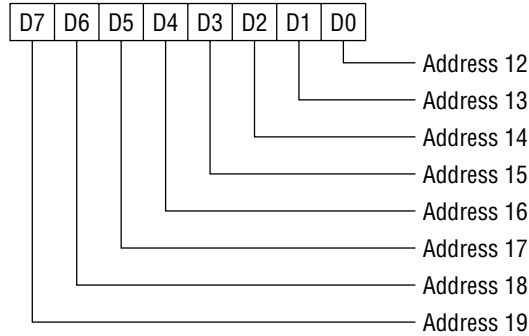 D7 D6 D5 D4 D3 D2 D1 D0
Address 12
Address 13
Address 14
Address 15
Address 16
Address 17
Address 18
Address 19